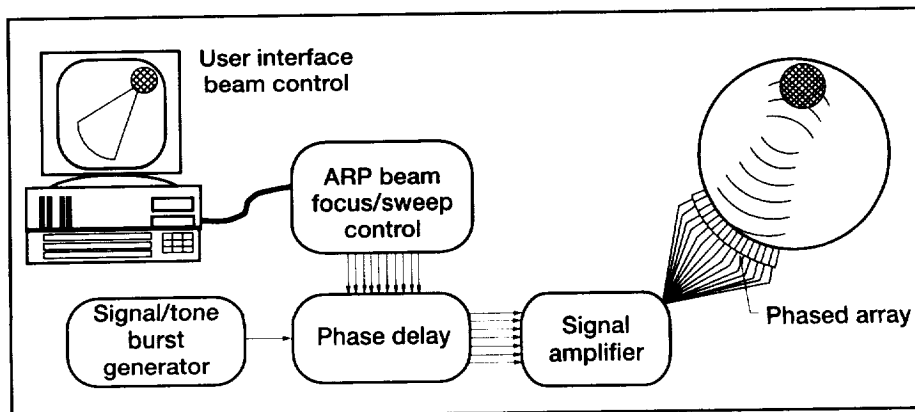 User interface
beam control
ARP beam
focus/sweep
control
Signal/tone
burst
generator
Phase delay
Signal
amplifier
Phased array